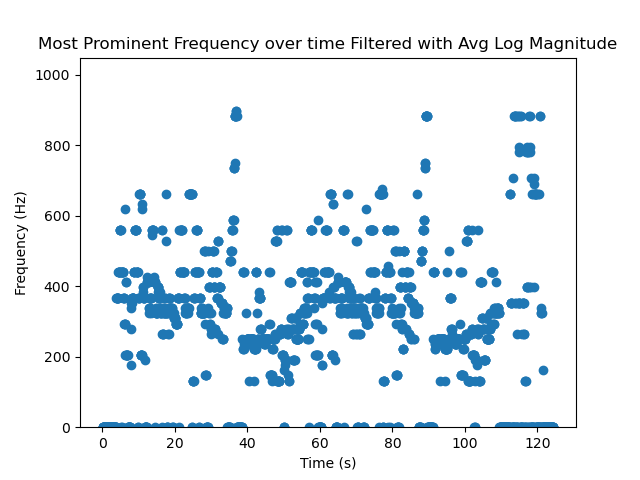 Most Prominent Frequency over time Filtered with Avg Log Magnitude
1000
800
600
400
200
0
Frequency (Hz)
0 20 40 60 80 100 120
Time (s)